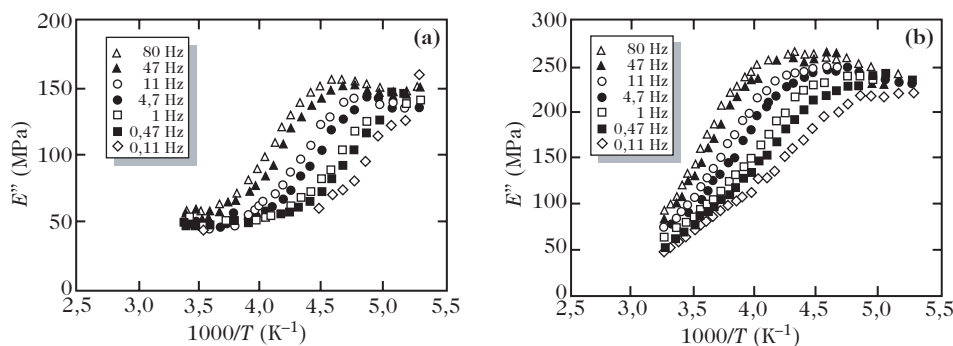 200
150
100
50
0
E″ (MPa)
80 Hz
47 Hz
11 Hz
4,7 Hz
1 Hz
0,47 Hz
0,11 Hz
(a)
2,5 3,0 3,5 4,0 4,5 5,0 5,5
1000/T (K⁻¹)
300
250
200
150
100
50
0
E″ (MPa)
80 Hz
47 Hz
11 Hz
4,7 Hz
1 Hz
0,47 Hz
0,11 Hz
(b)
2,5 3,0 3,5 4,0 4,5 5,0 5,5
1000/T (K⁻¹)